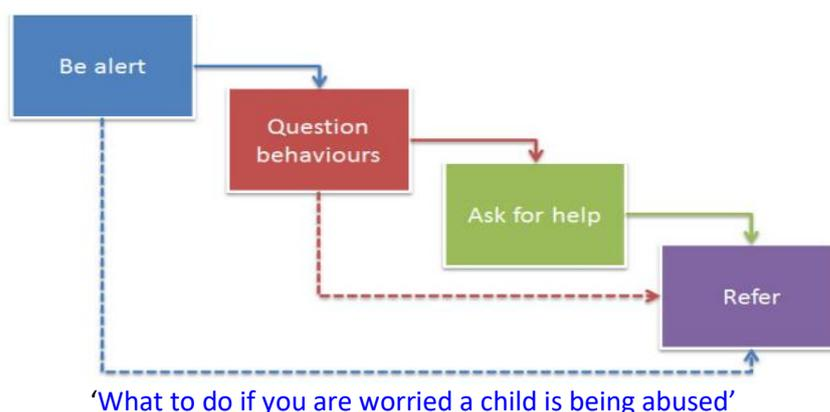 Be alert
Question
behaviours
Ask for help
Refer
‘What to do if you are worried a child is being abused’